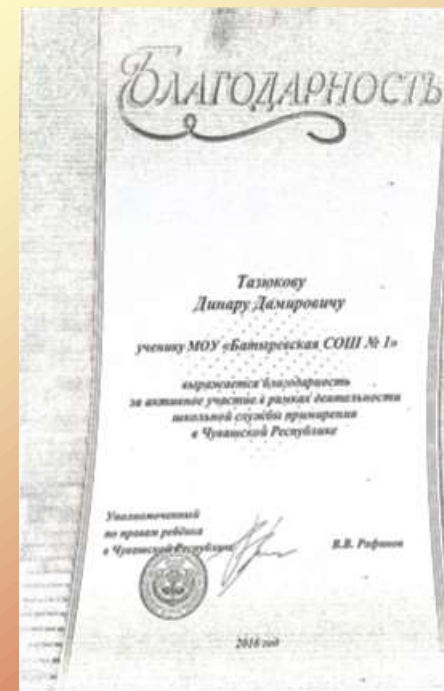 Благодарность
Тазюкову
Динару Дамировичу
ученику МОУ «Батыревская СОШ № 1»
выражается благодарность
за активное участие в рамках деятельности
школьной службы примирения
в Чувашской Республике
Уполномоченный
по правам ребёнка
в Чувашской Республике
В.В. Рафинов
2016 год